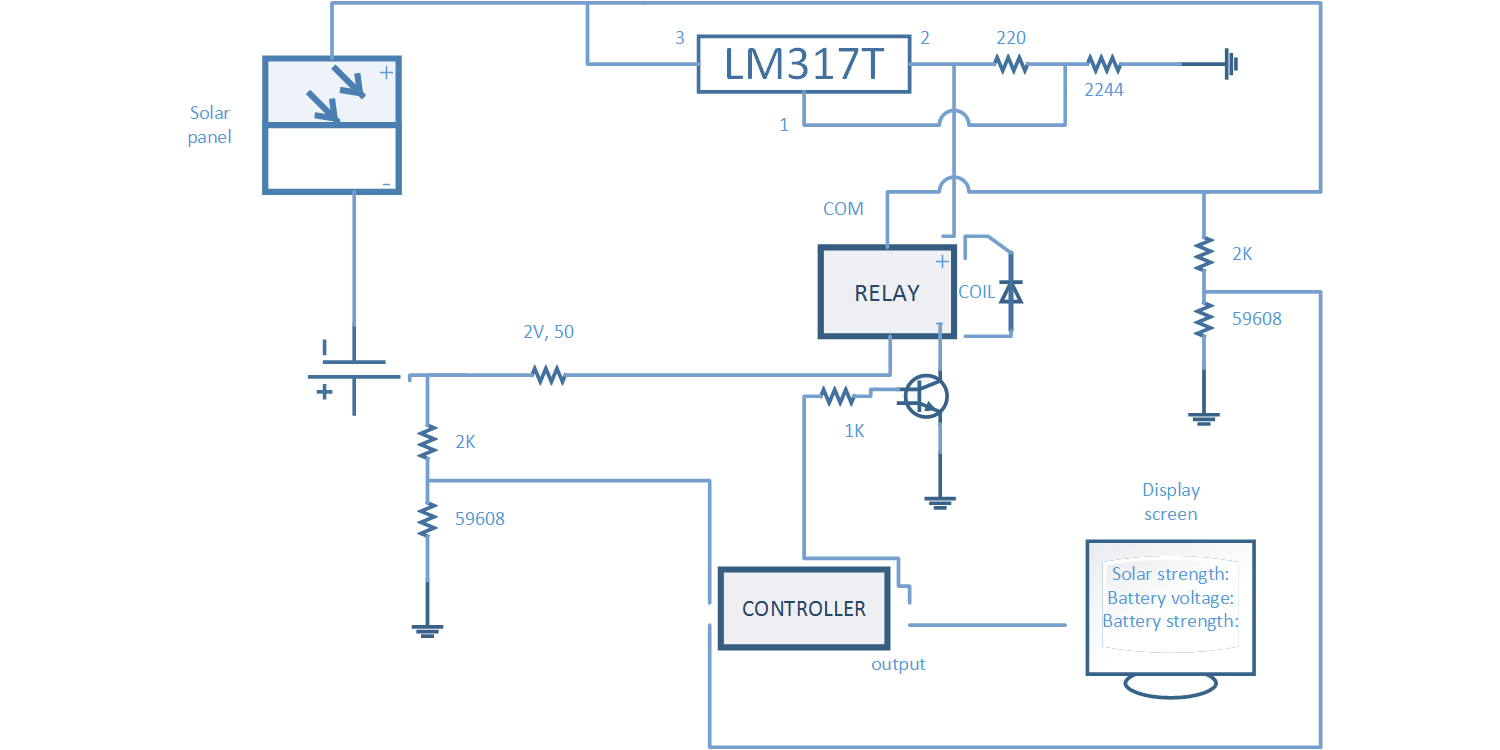 3
LM317T
2
220
2244
1
Solar
panel
+
-
COM
RELAY
+
-
COIL
2K
59608
2V, 50
+
1K
2K
59608
CONTROLLER
output
Display
screen
Solar strength:
Battery voltage:
Battery strength: